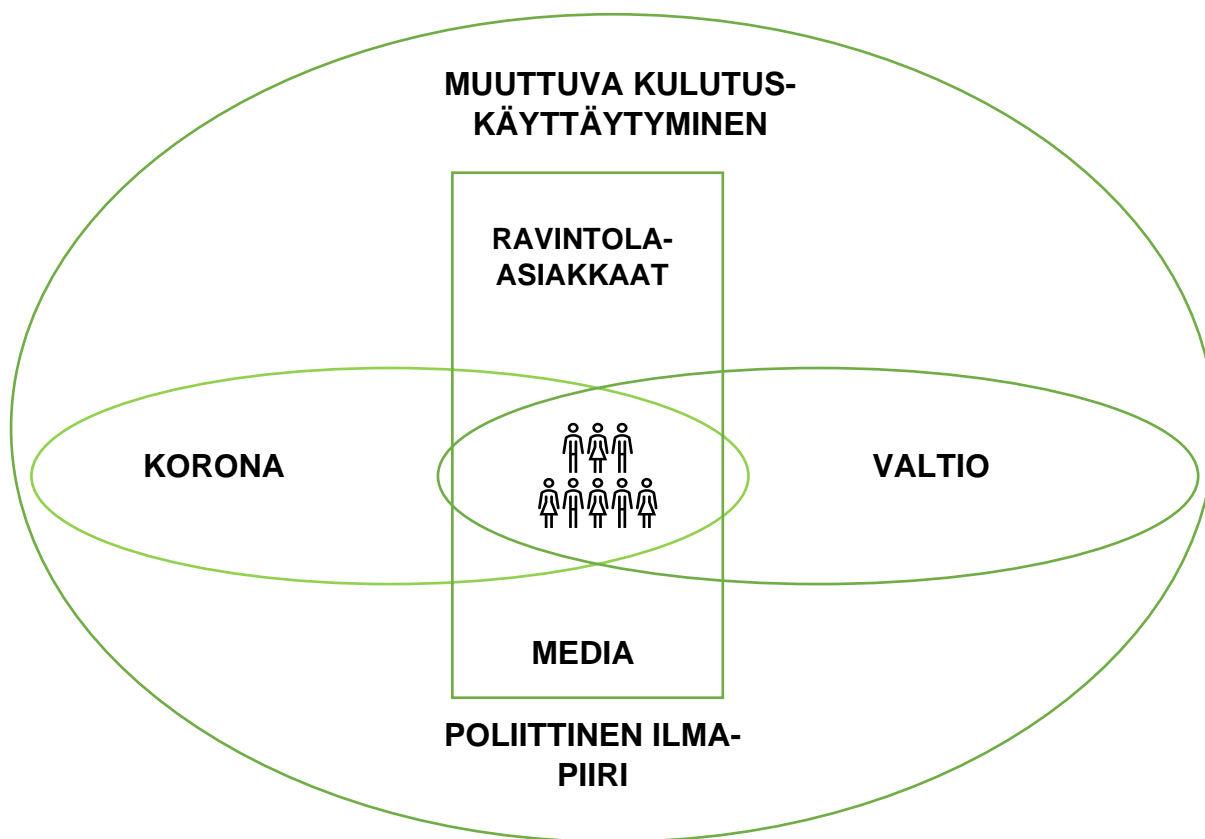 MUUTTUVA KULUTUS-
KÄYTTÄYTYMINEN
RAVINTOLA-
ASIAKKAAT
KORONA
VALTIO
MEDIA
POLIITTINEN ILMA-
PIIRI